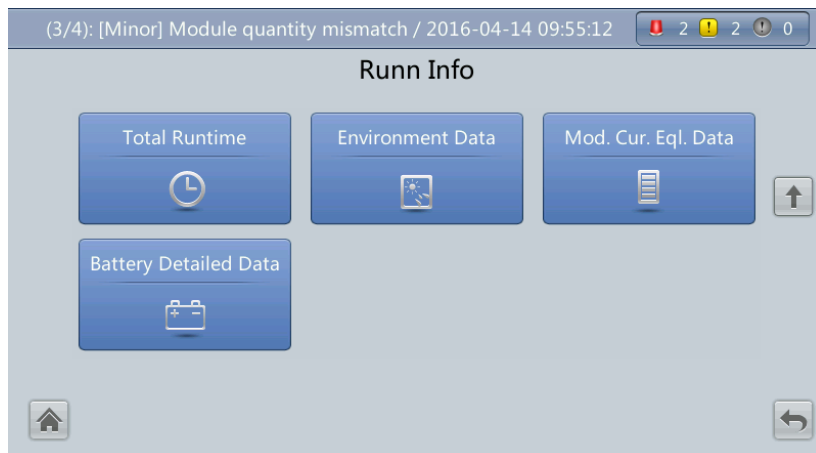 (3/4): [Minor] Module quantity mismatch / 2016-04-14 09:55:12 2 2 0
Runn Info
Total Runtime
Environment Data
Mod. Cur. Eql. Data
Battery Detailed Data